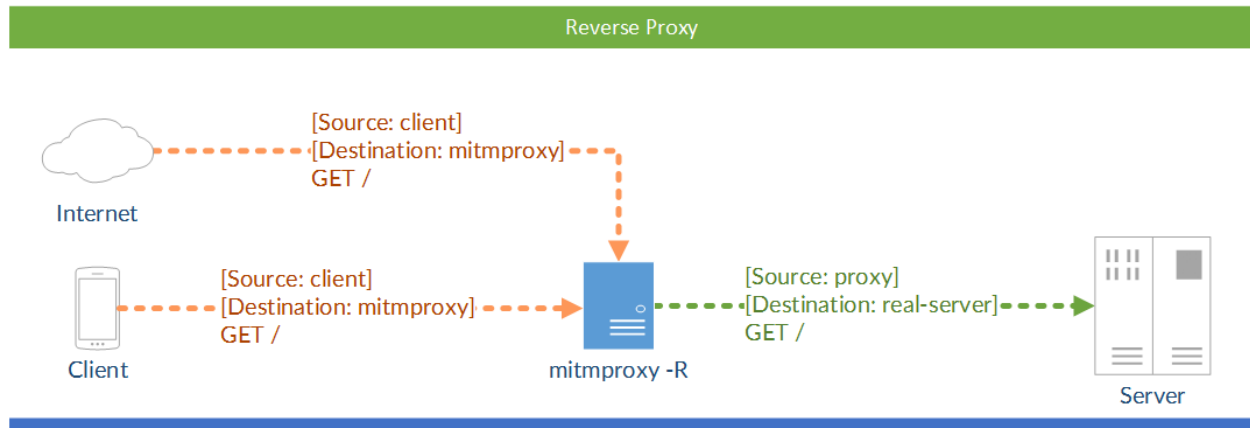 Reverse Proxy
[Source: client]
[Destination: mitmproxy]
GET /
Internet
[Source: client]
[Destination: mitmproxy]
GET /
[Source: proxy]
[Destination: real-server]
GET /
Client
mitmproxy -R
Server